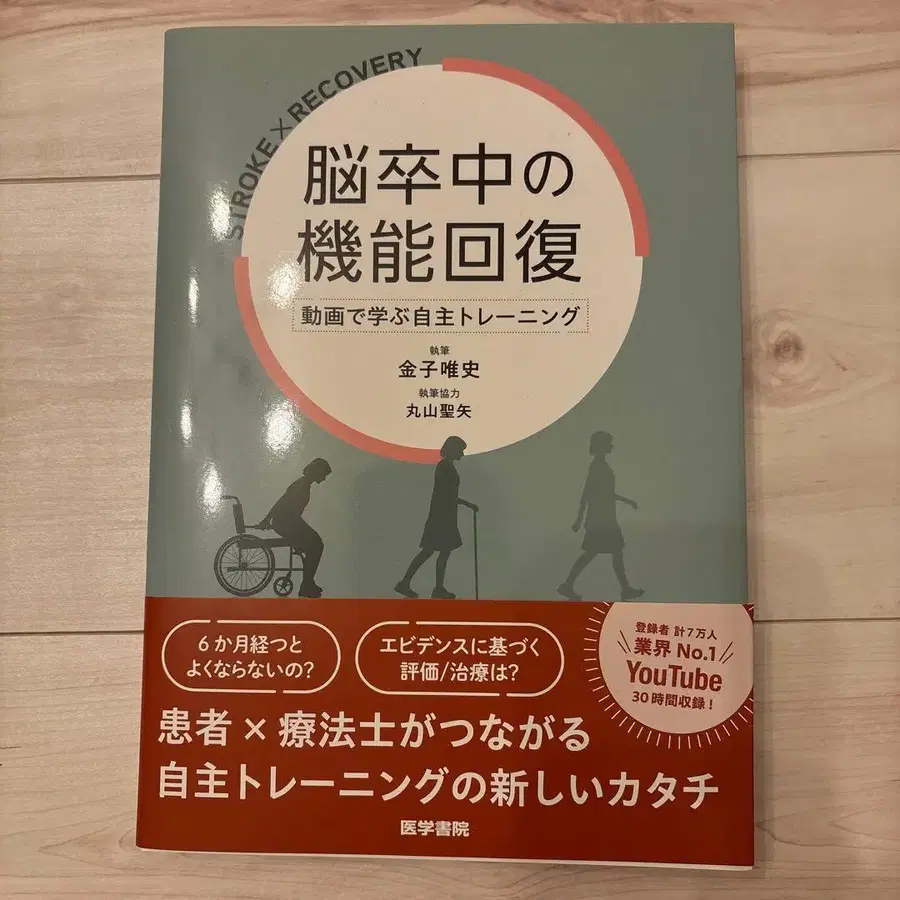 STROKE×RECOVERY
脳卒中の
機能回復
動画で学ぶ自主トレーニング
執筆
金子唯史
執筆協力
丸山聖矢
6か月経つと
よくならないの?
エビデンスに基づく
評価/治療は?
登録者 計7万人
業界 No.1
YouTube
30時間収録!
患者×療法士がつながる
自主トレーニングの新しいカタチ
医学書院